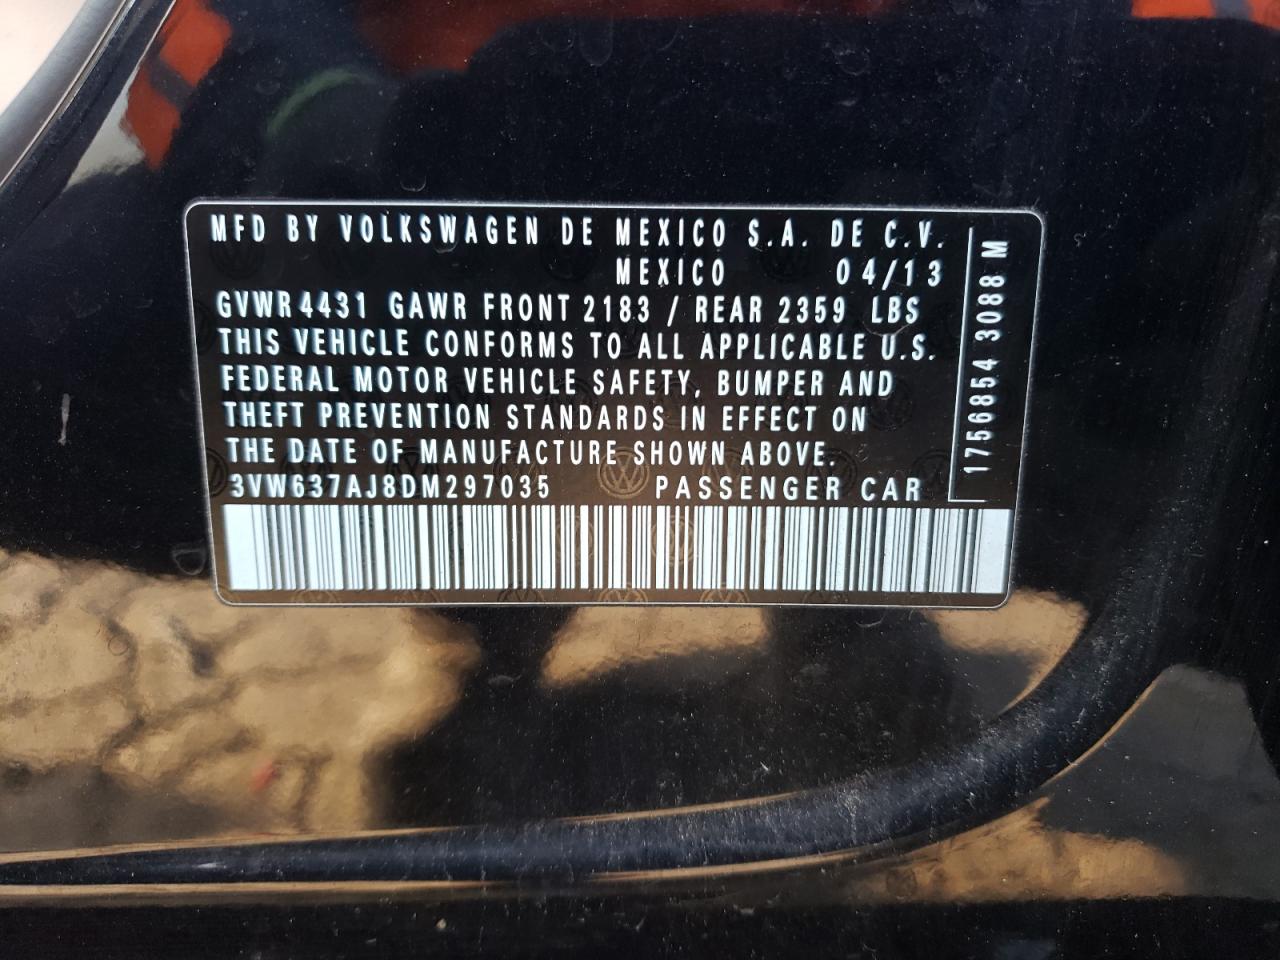 MFD BY VOLKSWAGEN DE MEXICO S.A. DE C.V.
MEXICO 04/13
GVWR 4431 GAWR FRONT 2183 / REAR 2359 LBS
THIS VEHICLE CONFORMS TO ALL APPLICABLE U.S.
FEDERAL MOTOR VEHICLE SAFETY, BUMPER AND
THEFT PREVENTION STANDARDS IN EFFECT ON
THE DATE OF MANUFACTURE SHOWN ABOVE.
3VW637AJ8DM297035 PASSENGER CAR
1756854 3088 M